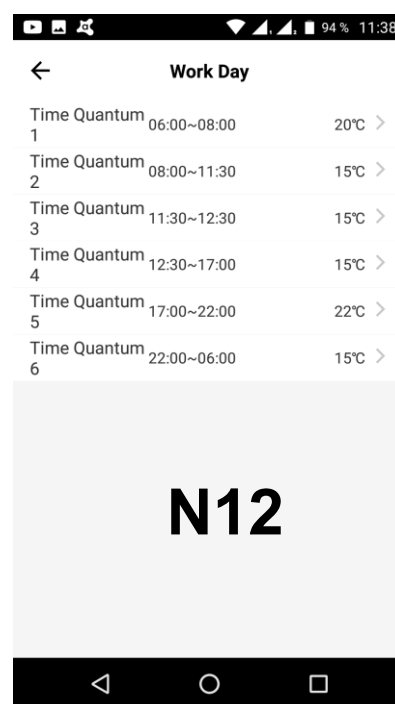 94 % 11:38
Work Day
Time Quantum 1 06:00~08:00 20℃
Time Quantum 2 08:00~11:30 15℃
Time Quantum 3 11:30~12:30 15℃
Time Quantum 4 12:30~17:00 15℃
Time Quantum 5 17:00~22:00 22℃
Time Quantum 6 22:00~06:00 15℃
N12